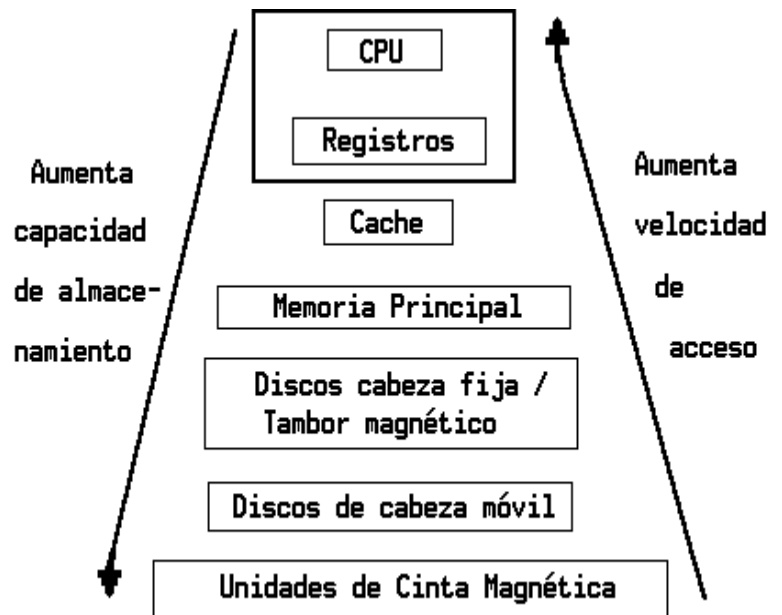 CPU
Registros
Cache
Memoria Principal
Discos cabeza fija /
Tambor magnético
Discos de cabeza móvil
Unidades de Cinta Magnética
Aumenta
capacidad
de almace-
namiento
Aumenta
velocidad
de
acceso